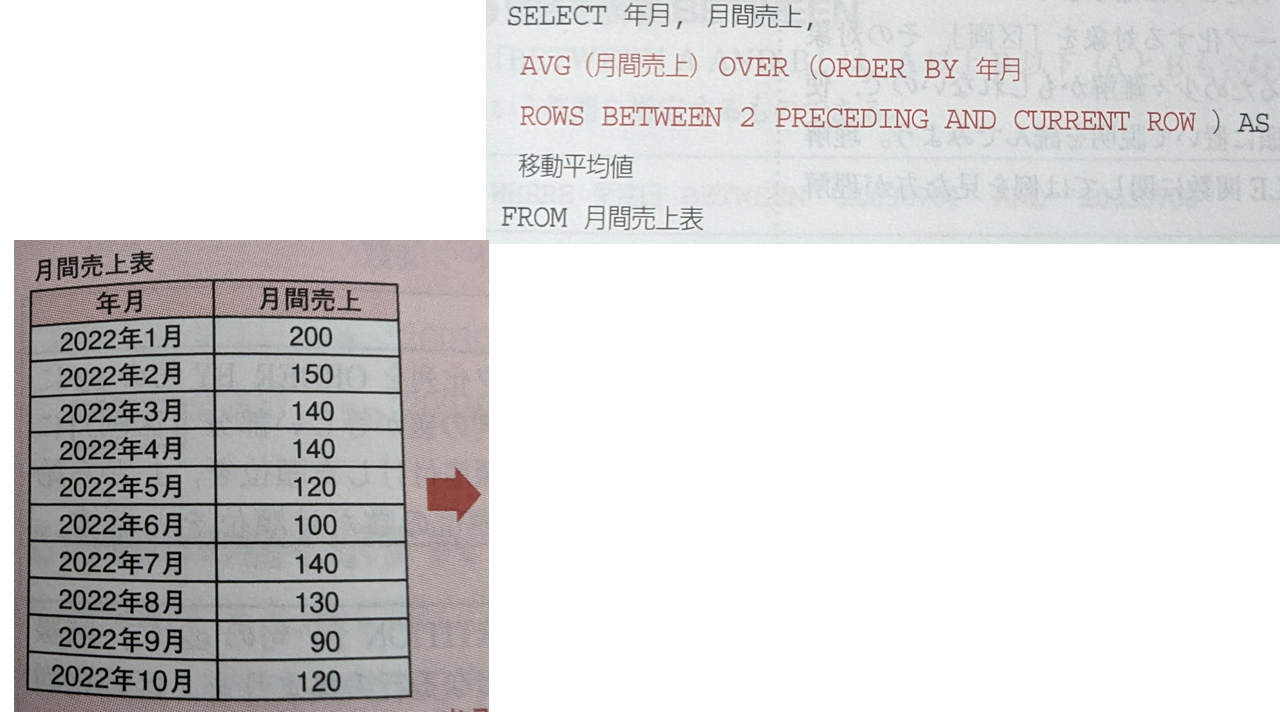 SELECT 年月, 月間売上,
AVG(月間売上) OVER (ORDER BY 年月
ROWS BETWEEN 2 PRECEDING AND CURRENT ROW ) AS
移動平均値
FROM 月間売上表
月間売上表
年月 月間売上
2022年1月 200
2022年2月 150
2022年3月 140
2022年4月 140
2022年5月 120
2022年6月 100
2022年7月 140
2022年8月 130
2022年9月 90
2022年10月 120